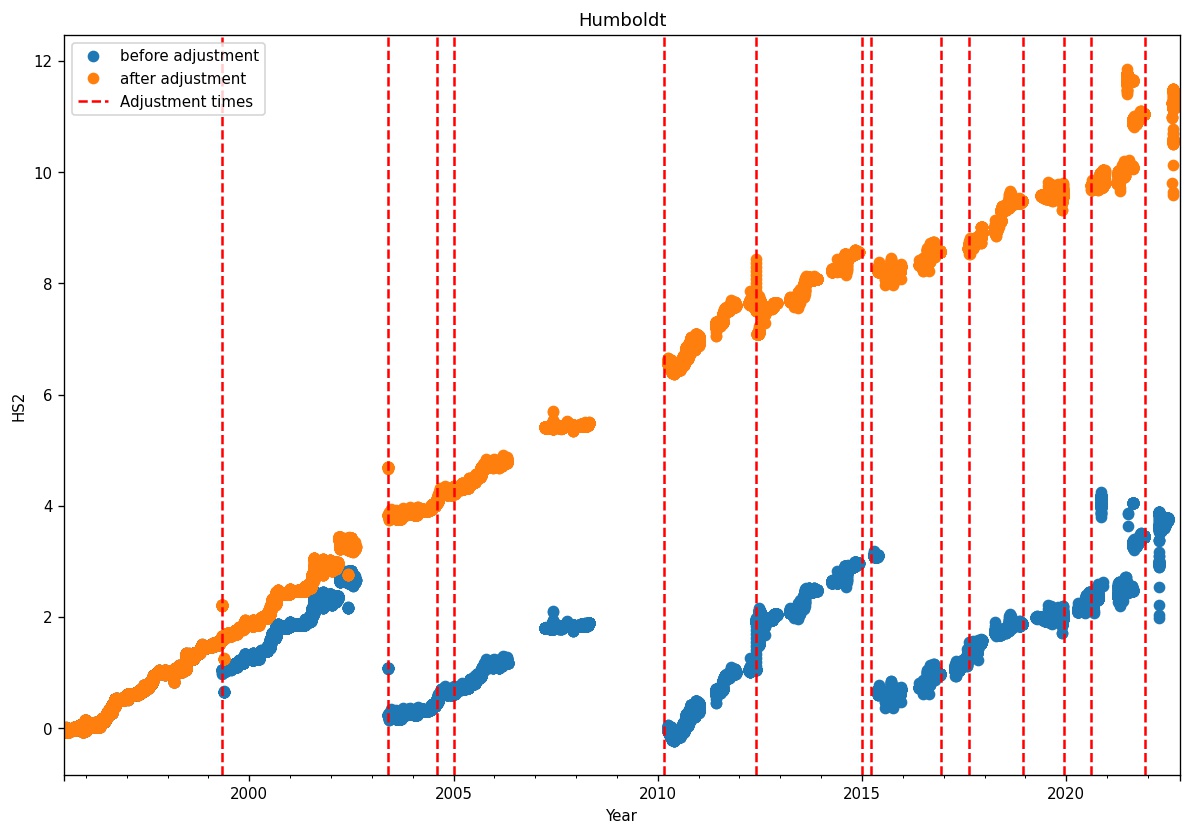 Humboldt
before adjustment
after adjustment
Adjustment times
12
10
8
6
4
2
0
HS2
2000 2005 2010 2015 2020
Year